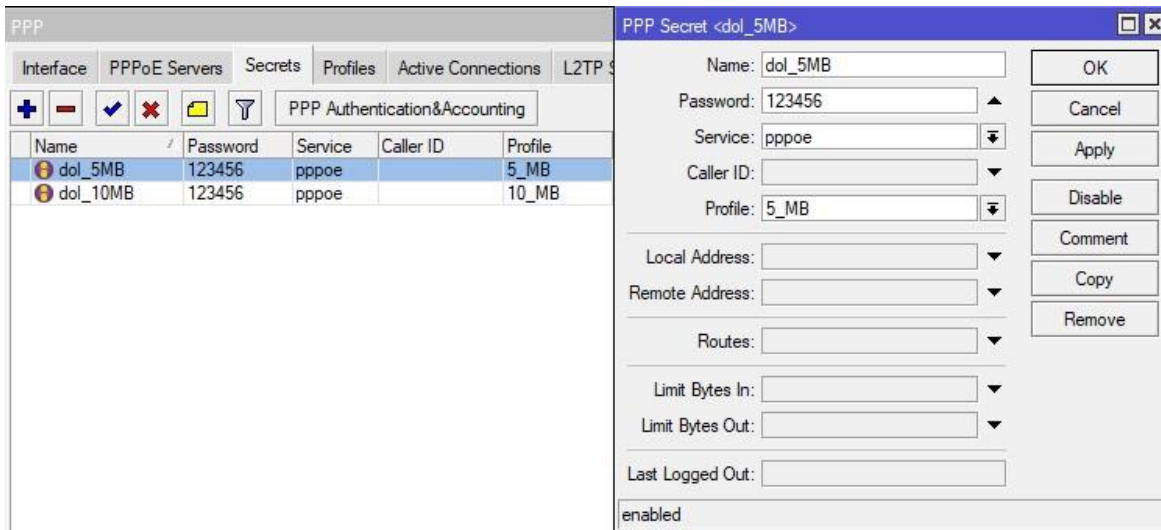 PPP
Interface PPPoE Servers Secrets Profiles Active Connections L2TP S
PPP Authentication&Accounting
Name Password Service Caller ID Profile
dol_5MB 123456 pppoe 5_MB
dol_10MB 123456 pppoe 10_MB
PPP Secret <dol_5MB>
Name: dol_5MB
Password: 123456
Service: pppoe
Caller ID:
Profile: 5_MB
Local Address:
Remote Address:
Routes:
Limit Bytes In:
Limit Bytes Out:
Last Logged Out:
enabled
OK
Cancel
Apply
Disable
Comment
Copy
Remove